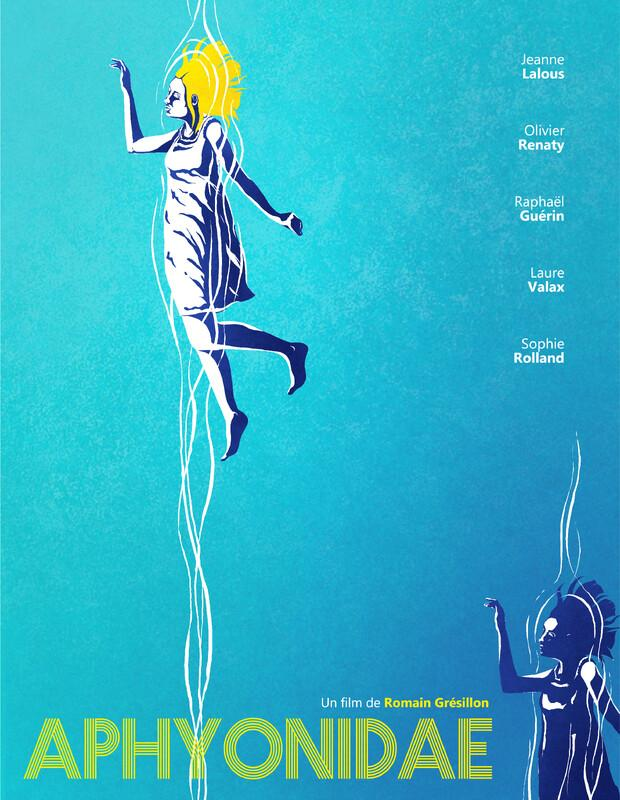 Jeanne
Lalous
Olivier
Renaty
Raphaël
Guérin
Laure
Valax
Sophie
Rolland
Un film de Romain Grésillon
APHYONIDAE